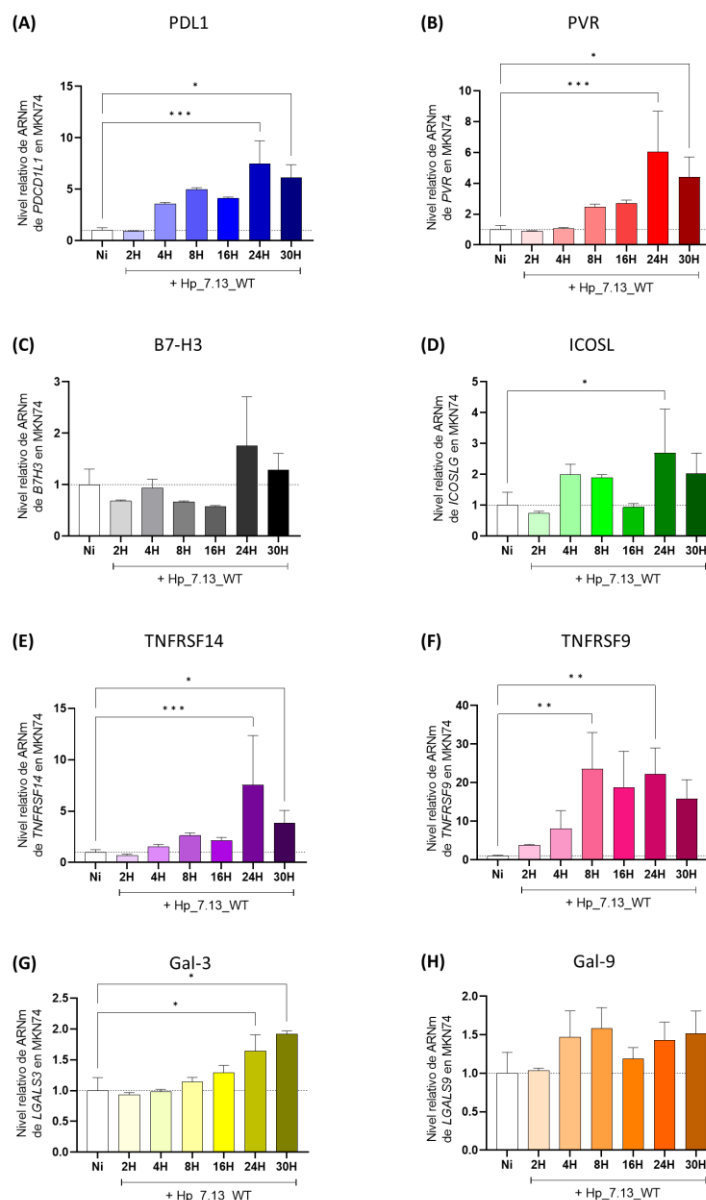 (A) PDL1
Nivel relativo de ARNm
de PDCD1L1 en MKN74
15
10
5
0
*
***
Ni 2H 4H 8H 16H 24H 30H
+ Hp_7.13_WT
(B) PVR
Nivel relativo de ARNm
de PVR en MKN74
10
8
6
4
2
0
*
***
Ni 2H 4H 8H 16H 24H 30H
+ Hp_7.13_WT
(C) B7-H3
Nivel relativo de ARNm
de B7H3 en MKN74
3
2
1
0
Ni 2H 4H 8H 16H 24H 30H
+ Hp_7.13_WT
(D) ICOSL
Nivel relativo de ARNm
de ICOSLG en MKN74
5
4
3
2
1
0
*
Ni 2H 4H 8H 16H 24H 30H
+ Hp_7.13_WT
(E) TNFRSF14
Nivel relativo de ARNm
de TNFRSF14 en MKN74
15
10
5
0
*
***
Ni 2H 4H 8H 16H 24H 30H
+ Hp_7.13_WT
(F) TNFRSF9
Nivel relativo de ARNm
de TNFRSF9 en MKN74
40
30
20
10
0
**
**
Ni 2H 4H 8H 16H 24H 30H
+ Hp_7.13_WT
(G) Gal-3
Nivel relativo de ARNm
de LGALS3 en MKN74
2.5
2.0
1.5
1.0
0.5
0.0
*
*
Ni 2H 4H 8H 16H 24H 30H
+ Hp_7.13_WT
(H) Gal-9
Nivel relativo de ARNm
de LGALS9 en MKN74
2.0
1.5
1.0
0.5
0.0
Ni 2H 4H 8H 16H 24H 30H
+ Hp_7.13_WT